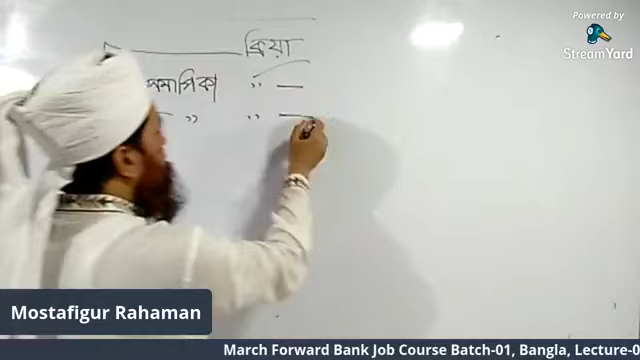 Powered by
StreamYard
ক্রিয়া
সমাপিকা " —
" " —
Mostafigur Rahaman
March Forward Bank Job Course Batch-01, Bangla, Lecture-0